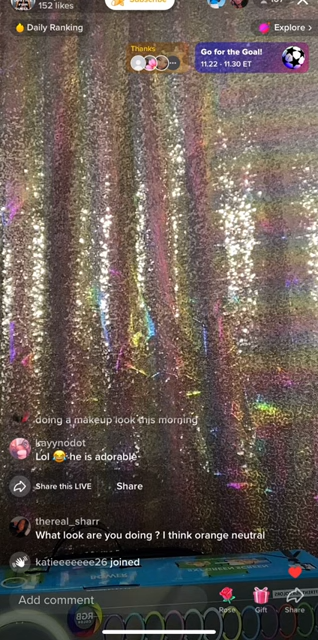 152 likes
Subscribe
Daily Ranking
Explore >
Thanks
Go for the Goal!
11.22 - 11.30 ET
doing a makeup look this morning
kayynodot
Lol 😂 he is adorable
Share this LIVE
Share
thereal_sharr
What look are you doing ? I think orange neutral
katieeeeeee26 joined
Add comment
Rose
Gift
Share
RGB